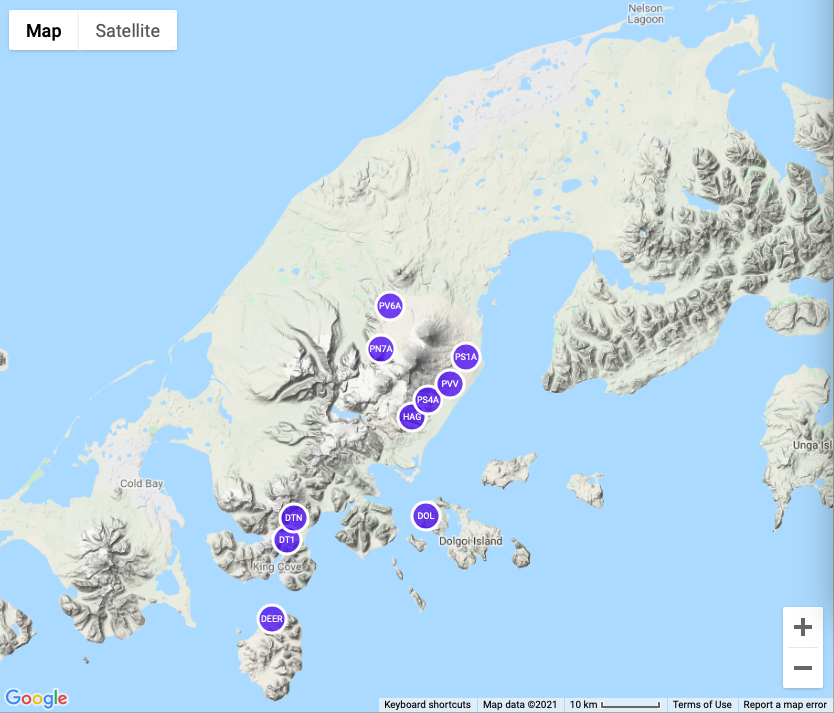 Map Satellite
Nelson
Lagoon
PV6A
PN7A
PS1A
PVV
PS4A
HAG
Cold Bay
Unga Isl
DTN
DOL
DT1
Dolgoi Island
King Cove
DEER
Google
Keyboard shortcuts Map data ©2021 10 km Terms of Use Report a map error